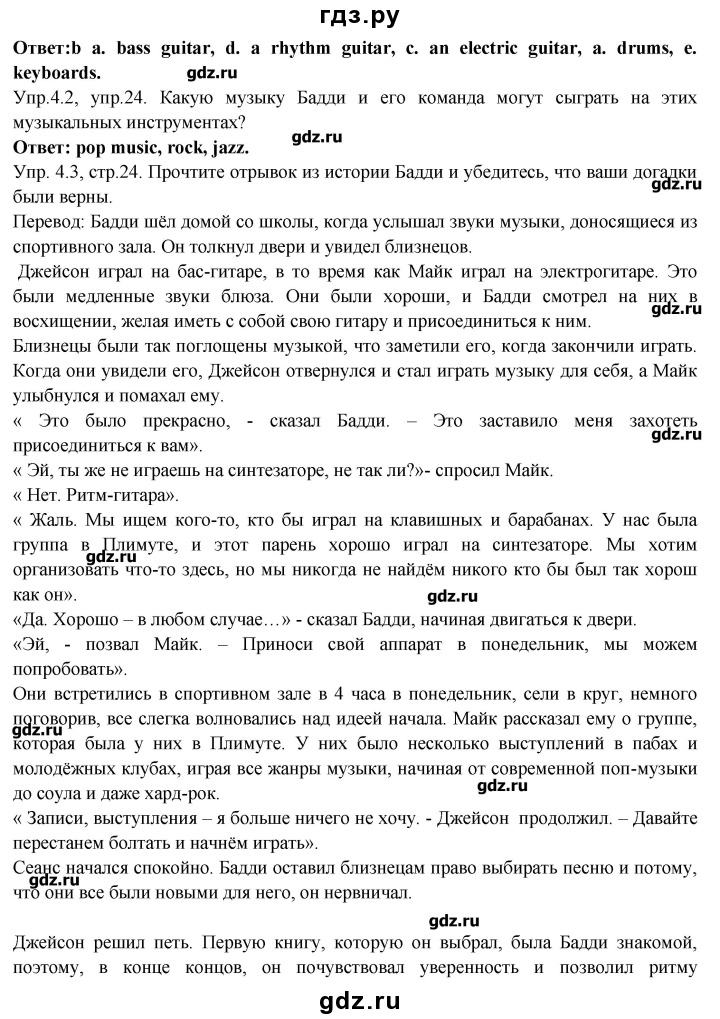 гдз.ру
Ответ:b a. bass guitar, d. a rhythm guitar, c. an electric guitar, a. drums, e.
keyboards.
gdz.ru
Упр.4.2, упр.24. Какую музыку Бадди и его команда могут сыграть на этих
музыкальных инструментах?
gdz.ru
Ответ: pop music, rock, jazz.
Упр. 4.3, стр.24. Прочтите отрывок из истории Бадди и убедитесь, что ваши догадки
gdz.ru
были верны.
Перевод: Бадди шёл домой со школы, когда услышал звуки музыки, доносящиеся из
спортивного зала. Он толкнул двери и увидел близнецов.
Джейсон играл на бас-гитаре, в то время как Майк играл на электрогитаре. Это
были медленные звуки блюза. Они были хороши, и Бадди смотрел на них в
gdz.ru
восхищении, желая иметь с собой свою гитару и присоединиться к ним.
Близнецы были так поглощены музыкой, что заметили его, когда закончили играть.
Когда они увидели его, Джейсон отвернулся и стал играть музыку для себя, а Майк
улыбнулся и помахал ему.
« Это было прекрасно, - сказал Бадди. – Это заставило меня захотеть
gdz.ru
присоединиться к вам».
« Эй, ты же не играешь на синтезаторе, не так ли?»- спросил Майк.
« Нет. Ритм-гитара».
« Жаль. Мы ищем кого-то, кто бы играл на клавишных и барабанах. У нас была
группа в Плимуте, и этот парень хорошо играл на синтезаторе. Мы хотим
gdz.ru
организовать что-то здесь, но мы никогда не найдём никого кто бы был так хорош
как он».
gdz.ru
«Да. Хорошо – в любом случае…» - сказал Бадди, начиная двигаться к двери.
«Эй, - позвал Майк. – Приноси свой аппарат в понедельник, мы можем
попробовать».
Они встретились в спортивном зале в 4 часа в понедельник, сели в круг, немного
поговорив, все слегка волновались над идеей начала. Майк рассказал ему о группе,
gdz.ru
которая была у них в Плимуте. У них было несколько выступлений в пабах и
молодёжных клубах, играя все жанры музыки, начиная от современной поп-музыки
gdz.ru
до соула и даже хард-рок.
« Записи, выступления – я больше ничего не хочу. - Джейсон продолжил. – Давайте
перестанем болтать и начнём играть».
Сеанс начался спокойно. Бадди оставил близнецам право выбирать песню и потому,
gdz.ru
что они все были новыми для него, он нервничал.
gdz.ru
Джейсон решил петь. Первую книгу, которую он выбрал, была Бадди знакомой,
поэтому, в конце концов, он почувствовал уверенность и позволил ритму
gdz.ru